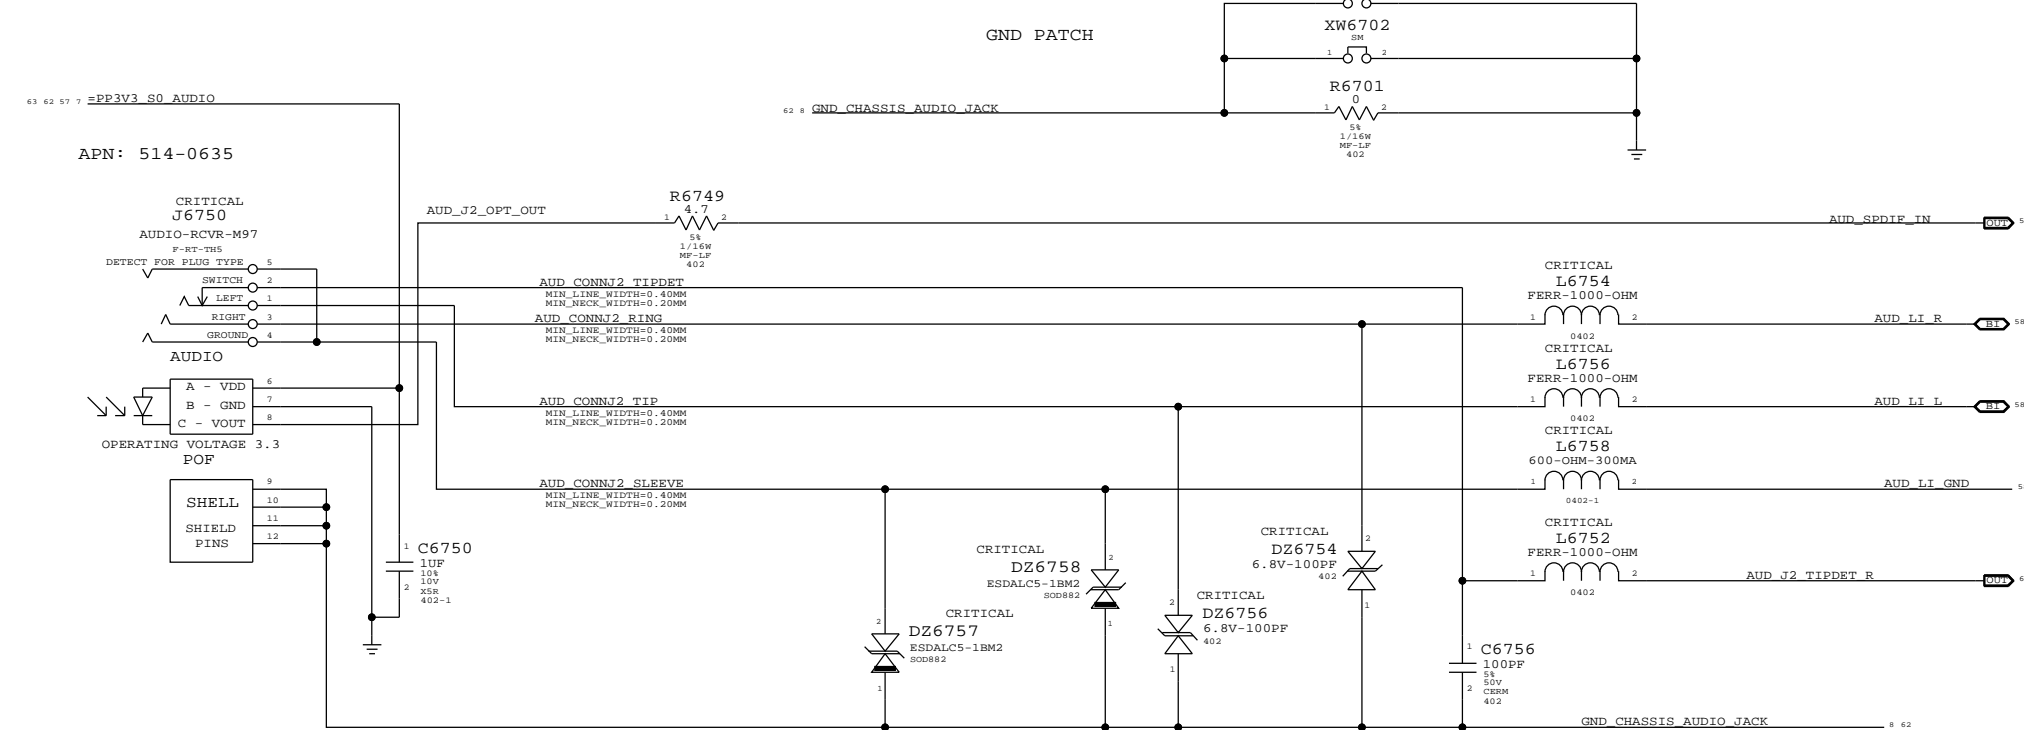 XW6702
SM
1 2
GND PATCH
R6701
0
1 2
5%
1/16W
MF-LF
402
62 8 GND_CHASSIS_AUDIO_JACK
63 62 57 7 =PP3V3_S0_AUDIO
APN: 514-0635
CRITICAL
J6750
AUDIO-RCVR-M97
F-RT-TH5
DETECT FOR PLUG TYPE 5
SWITCH 2
LEFT 1
RIGHT 3
GROUND 4
AUDIO
A - VDD 6
B - GND 7
C - VOUT 8
OPERATING VOLTAGE 3.3
POF
SHELL
SHIELD
PINS
9
10
11
12
AUD_J2_OPT_OUT
R6749
4.7
1 2
5%
1/16W
MF-LF
402
AUD_SPDIF_IN
OUT
5
AUD_CONNJ2_TIPDET
MIN_LINE_WIDTH=0.40MM
MIN_NECK_WIDTH=0.20MM
AUD_CONNJ2_RING
MIN_LINE_WIDTH=0.40MM
MIN_NECK_WIDTH=0.20MM
AUD_CONNJ2_TIP
MIN_LINE_WIDTH=0.40MM
MIN_NECK_WIDTH=0.20MM
AUD_CONNJ2_SLEEVE
MIN_LINE_WIDTH=0.40MM
MIN_NECK_WIDTH=0.20MM
CRITICAL
L6754
FERR-1000-OHM
1 2
0402
AUD_LI_R
BI
58
CRITICAL
L6756
FERR-1000-OHM
1 2
0402
AUD_LI_L
BI
58
CRITICAL
L6758
600-OHM-300MA
1 2
0402-1
AUD_LI_GND
5
CRITICAL
L6752
FERR-1000-OHM
1 2
0402
AUD_J2_TIPDET_R
OUT
6
1
C6750
1UF
10%
10V
X5R
402-1
2
CRITICAL
2
DZ6757
ESDALC5-1BM2
SOD882
1
CRITICAL
2
DZ6758
ESDALC5-1BM2
SOD882
1
CRITICAL
2
DZ6756
6.8V-100PF
402
1
CRITICAL
2
DZ6754
6.8V-100PF
402
1
1
C6756
100PF
5%
50V
CERM
402
2
GND_CHASSIS_AUDIO_JACK 8 62